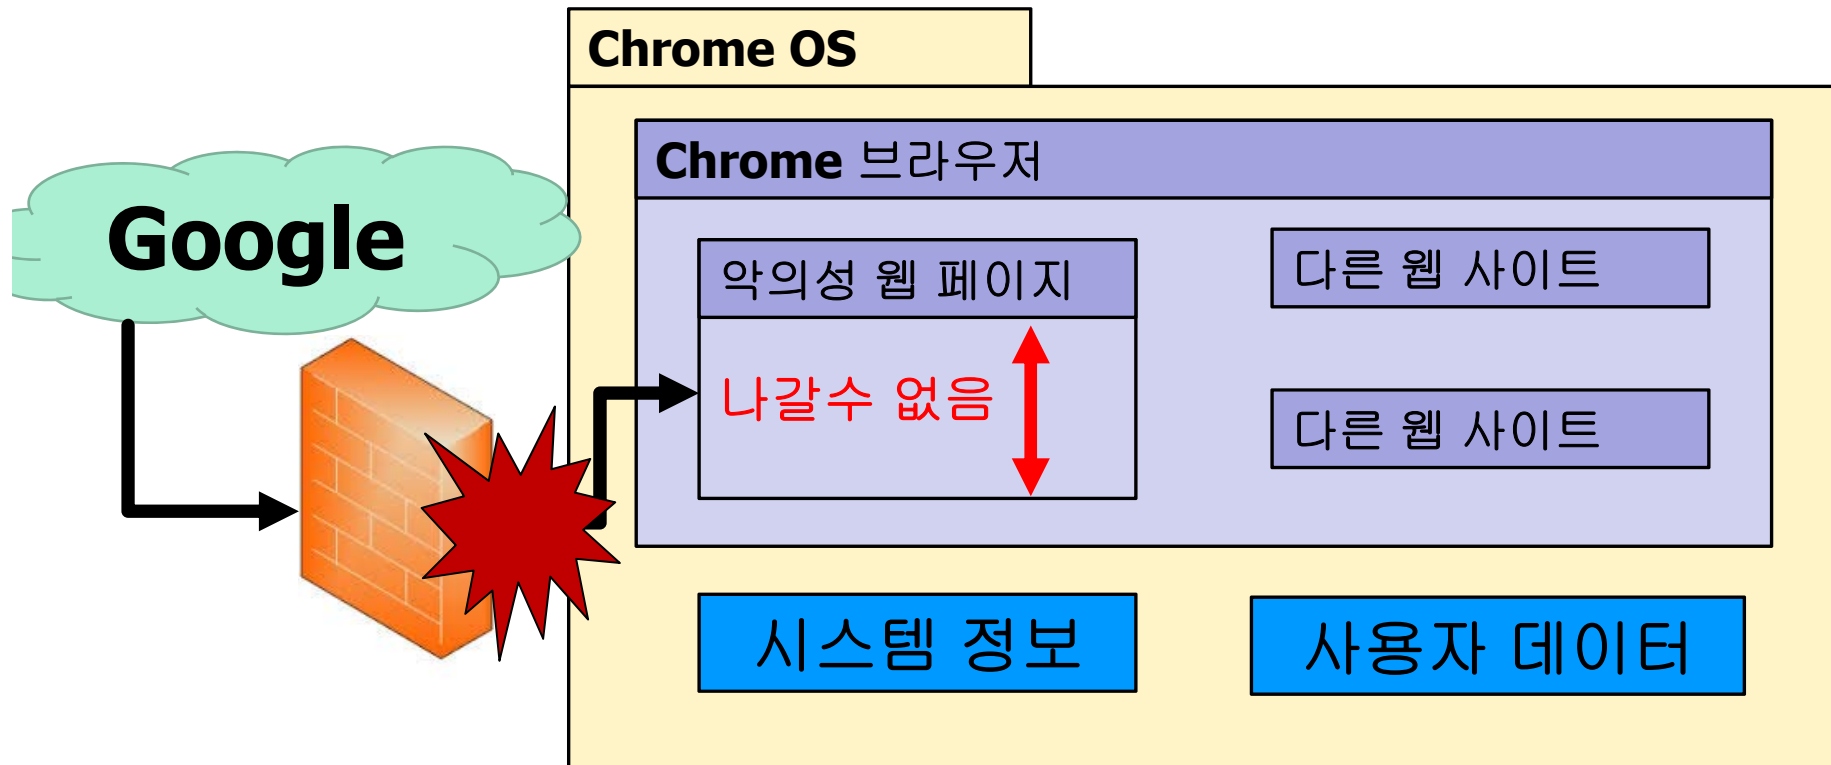 Chrome OS
Chrome 브라우저
Google
악의성 웹 페이지
다른 웹 사이트
나갈수 없음
다른 웹 사이트
시스템 정보
사용자 데이터